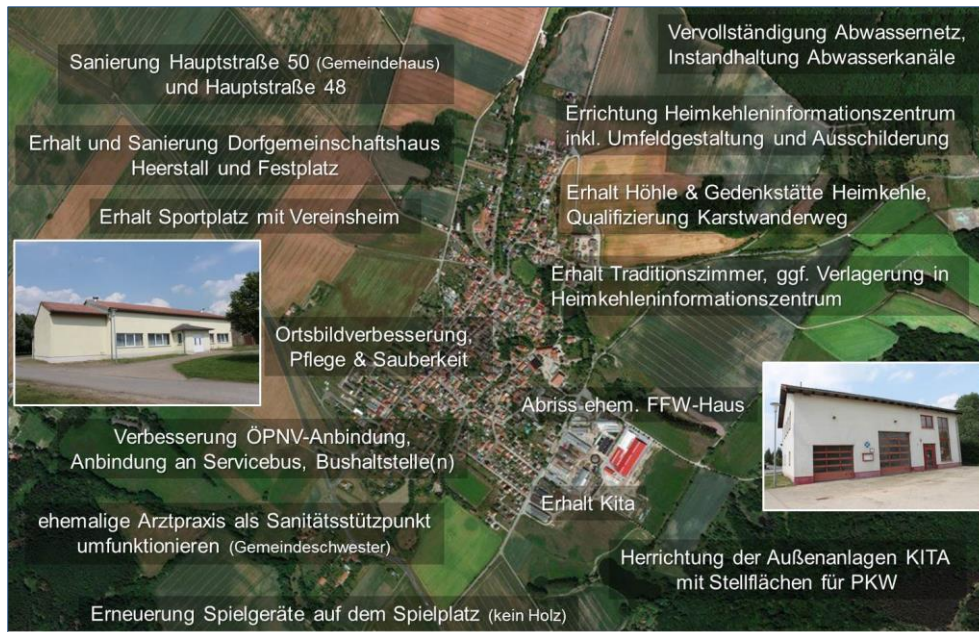 Sanierung Hauptstraße 50 (Gemeindehaus)
und Hauptstraße 48
Erhalt und Sanierung Dorfgemeinschaftshaus
Heerstall und Festplatz
Erhalt Sportplatz mit Vereinsheim
Ortsbildverbesserung,
Pflege & Sauberkeit
Verbesserung ÖPNV-Anbindung,
Anbindung an Servicebus, Bushaltstelle(n)
ehemalige Arztpraxis als Sanitätsstützpunkt
umfunktionieren (Gemeindeschwester)
Erneuerung Spielgeräte auf dem Spielplatz (kein Holz)
Vervollständigung Abwassernetz,
Instandhaltung Abwasserkanäle
Errichtung Heimkehleninformationszentrum
inkl. Umfeldgestaltung und Ausschilderung
Erhalt Höhle & Gedenkstätte Heimkehle,
Qualifizierung Karstwanderweg
Erhalt Traditionszimmer, ggf. Verlagerung in
Heimkehleninformationszentrum
Abriss ehem. FFW-Haus
Erhalt Kita
Herrichtung der Außenanlagen KITA
mit Stellflächen für PKW